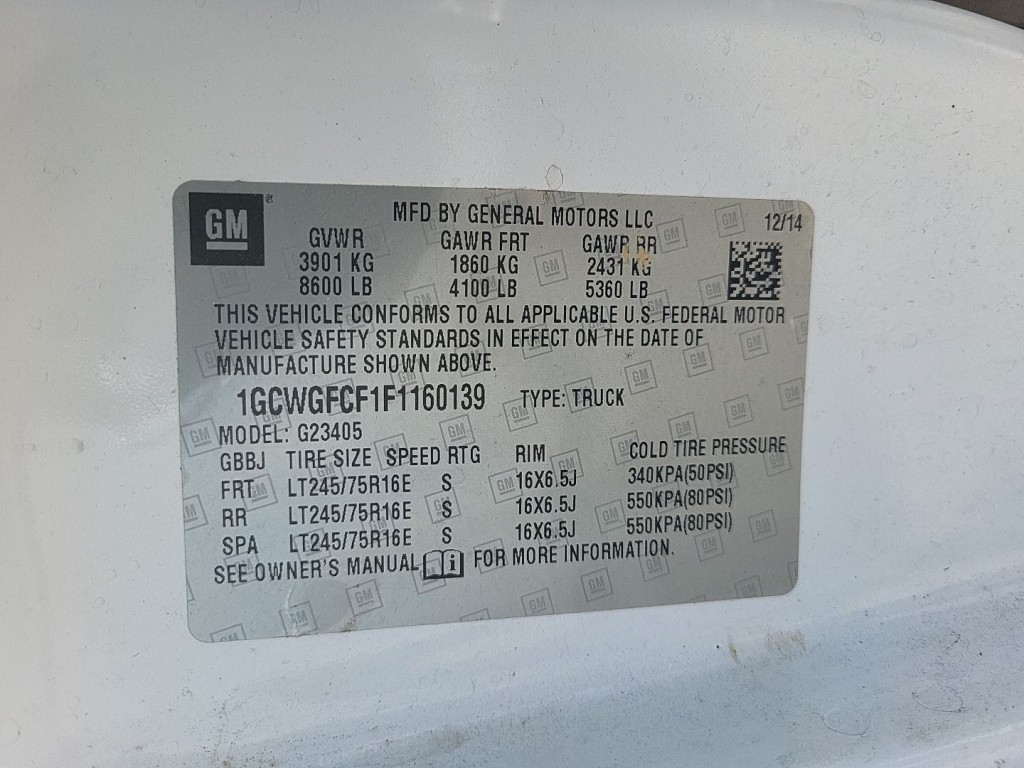 GM
MFD BY GENERAL MOTORS LLC 12/14
GVWR GAWR FRT GAWR RR
3901 KG 1860 KG 2431 KG
8600 LB 4100 LB 5360 LB
THIS VEHICLE CONFORMS TO ALL APPLICABLE U.S. FEDERAL MOTOR
VEHICLE SAFETY STANDARDS IN EFFECT ON THE DATE OF
MANUFACTURE SHOWN ABOVE.
1GCWGFCF1F1160139 TYPE: TRUCK
MODEL: G23405
GBBJ TIRE SIZE SPEED RTG RIM COLD TIRE PRESSURE
FRT LT245/75R16E S 16X6.5J 340KPA(50PSI)
RR LT245/75R16E S 16X6.5J 550KPA(80PSI)
SPA LT245/75R16E S 16X6.5J 550KPA(80PSI)
SEE OWNER'S MANUAL i FOR MORE INFORMATION.